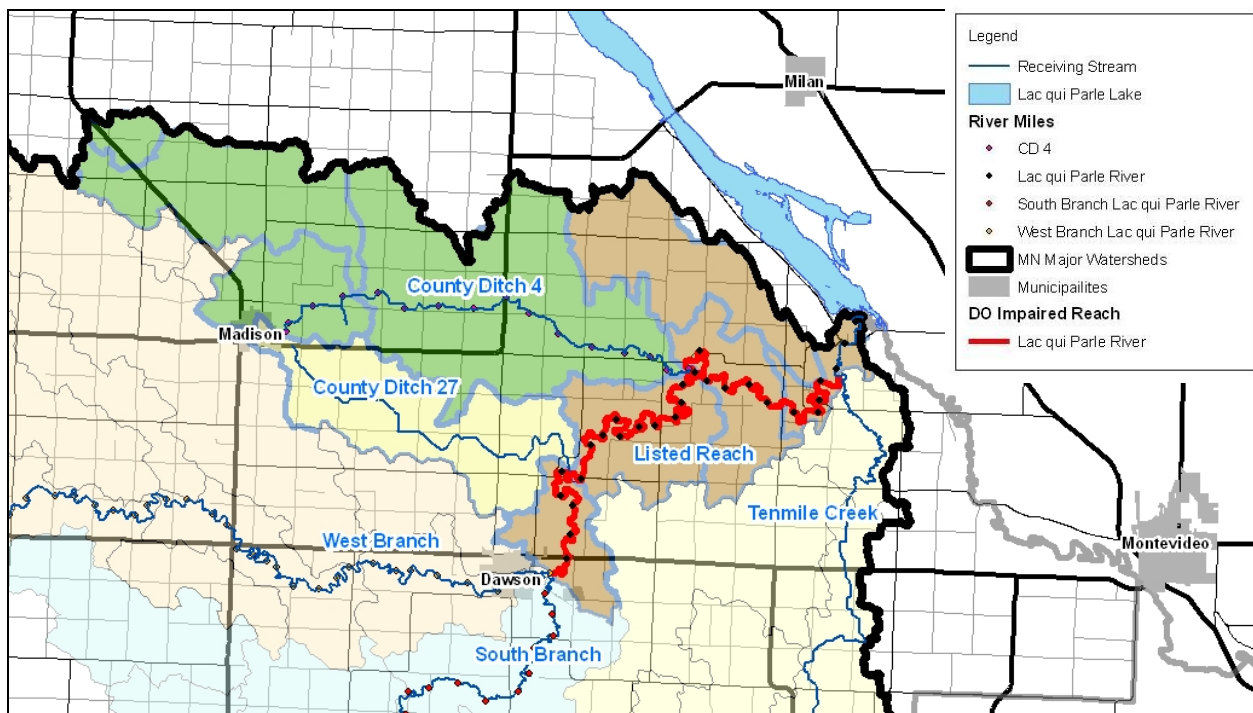 Milan
County Ditch 4
Madison
County Ditch 27
Listed Reach
Tenmile Creek
West Branch
Montevideo
Dawson
South Branch
Legend
Receiving Stream
Lac qui Parle Lake
River Miles
CD 4
Lac qui Parle River
South Branch Lac qui Parle River
West Branch Lac qui Parle River
MN Major Watersheds
Municipailites
DO Impaired Reach
Lac qui Parle River